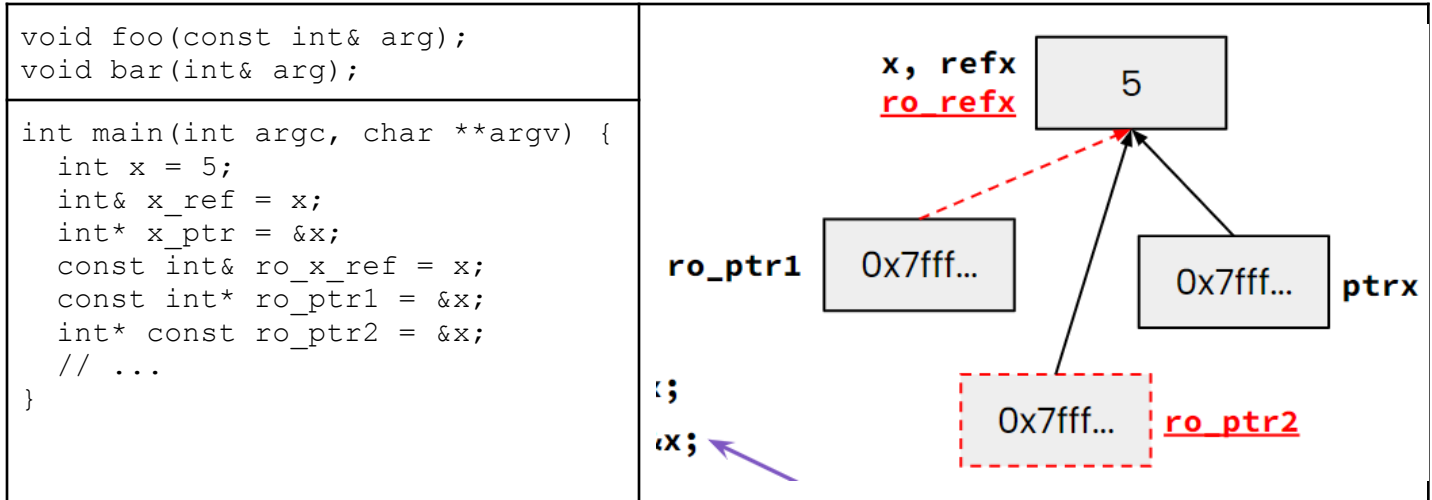 void foo(const int& arg);
void bar(int& arg);
int main(int argc, char **argv) {
int x = 5;
int& x_ref = x;
int* x_ptr = &x;
const int& ro_x_ref = x;
const int* ro_ptr1 = &x;
int* const ro_ptr2 = &x;
// ...
}
x, refx
ro_refx
5
ro_ptr1
0x7fff...
0x7fff...
ptrx
x;
&x;
0x7fff...
ro_ptr2